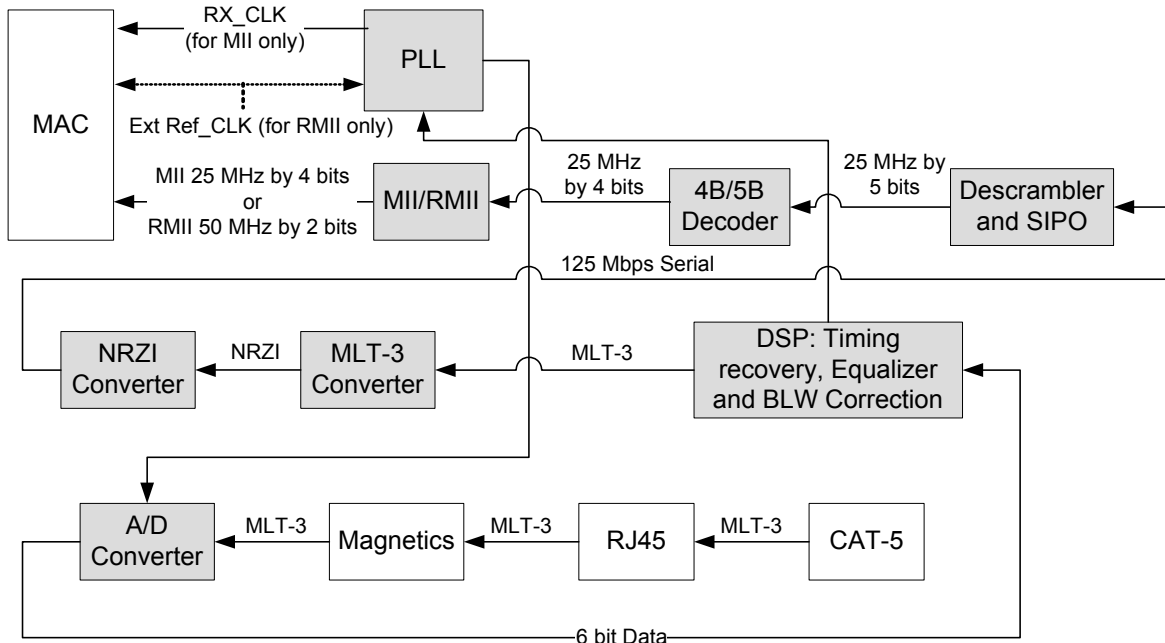 RX_CLK
(for MII only)
PLL
MAC
Ext Ref_CLK (for RMII only)
MII 25 MHz by 4 bits
or
RMII 50 MHz by 2 bits
MII/RMII
25 MHz
by 4 bits
4B/5B
Decoder
25 MHz by
5 bits
Descrambler
and SIPO
125 Mbps Serial
NRZI
Converter
NRZI
MLT-3
Converter
MLT-3
DSP: Timing
recovery, Equalizer
and BLW Correction
A/D
Converter
MLT-3
Magnetics
MLT-3
RJ45
MLT-3
CAT-5
6 bit Data